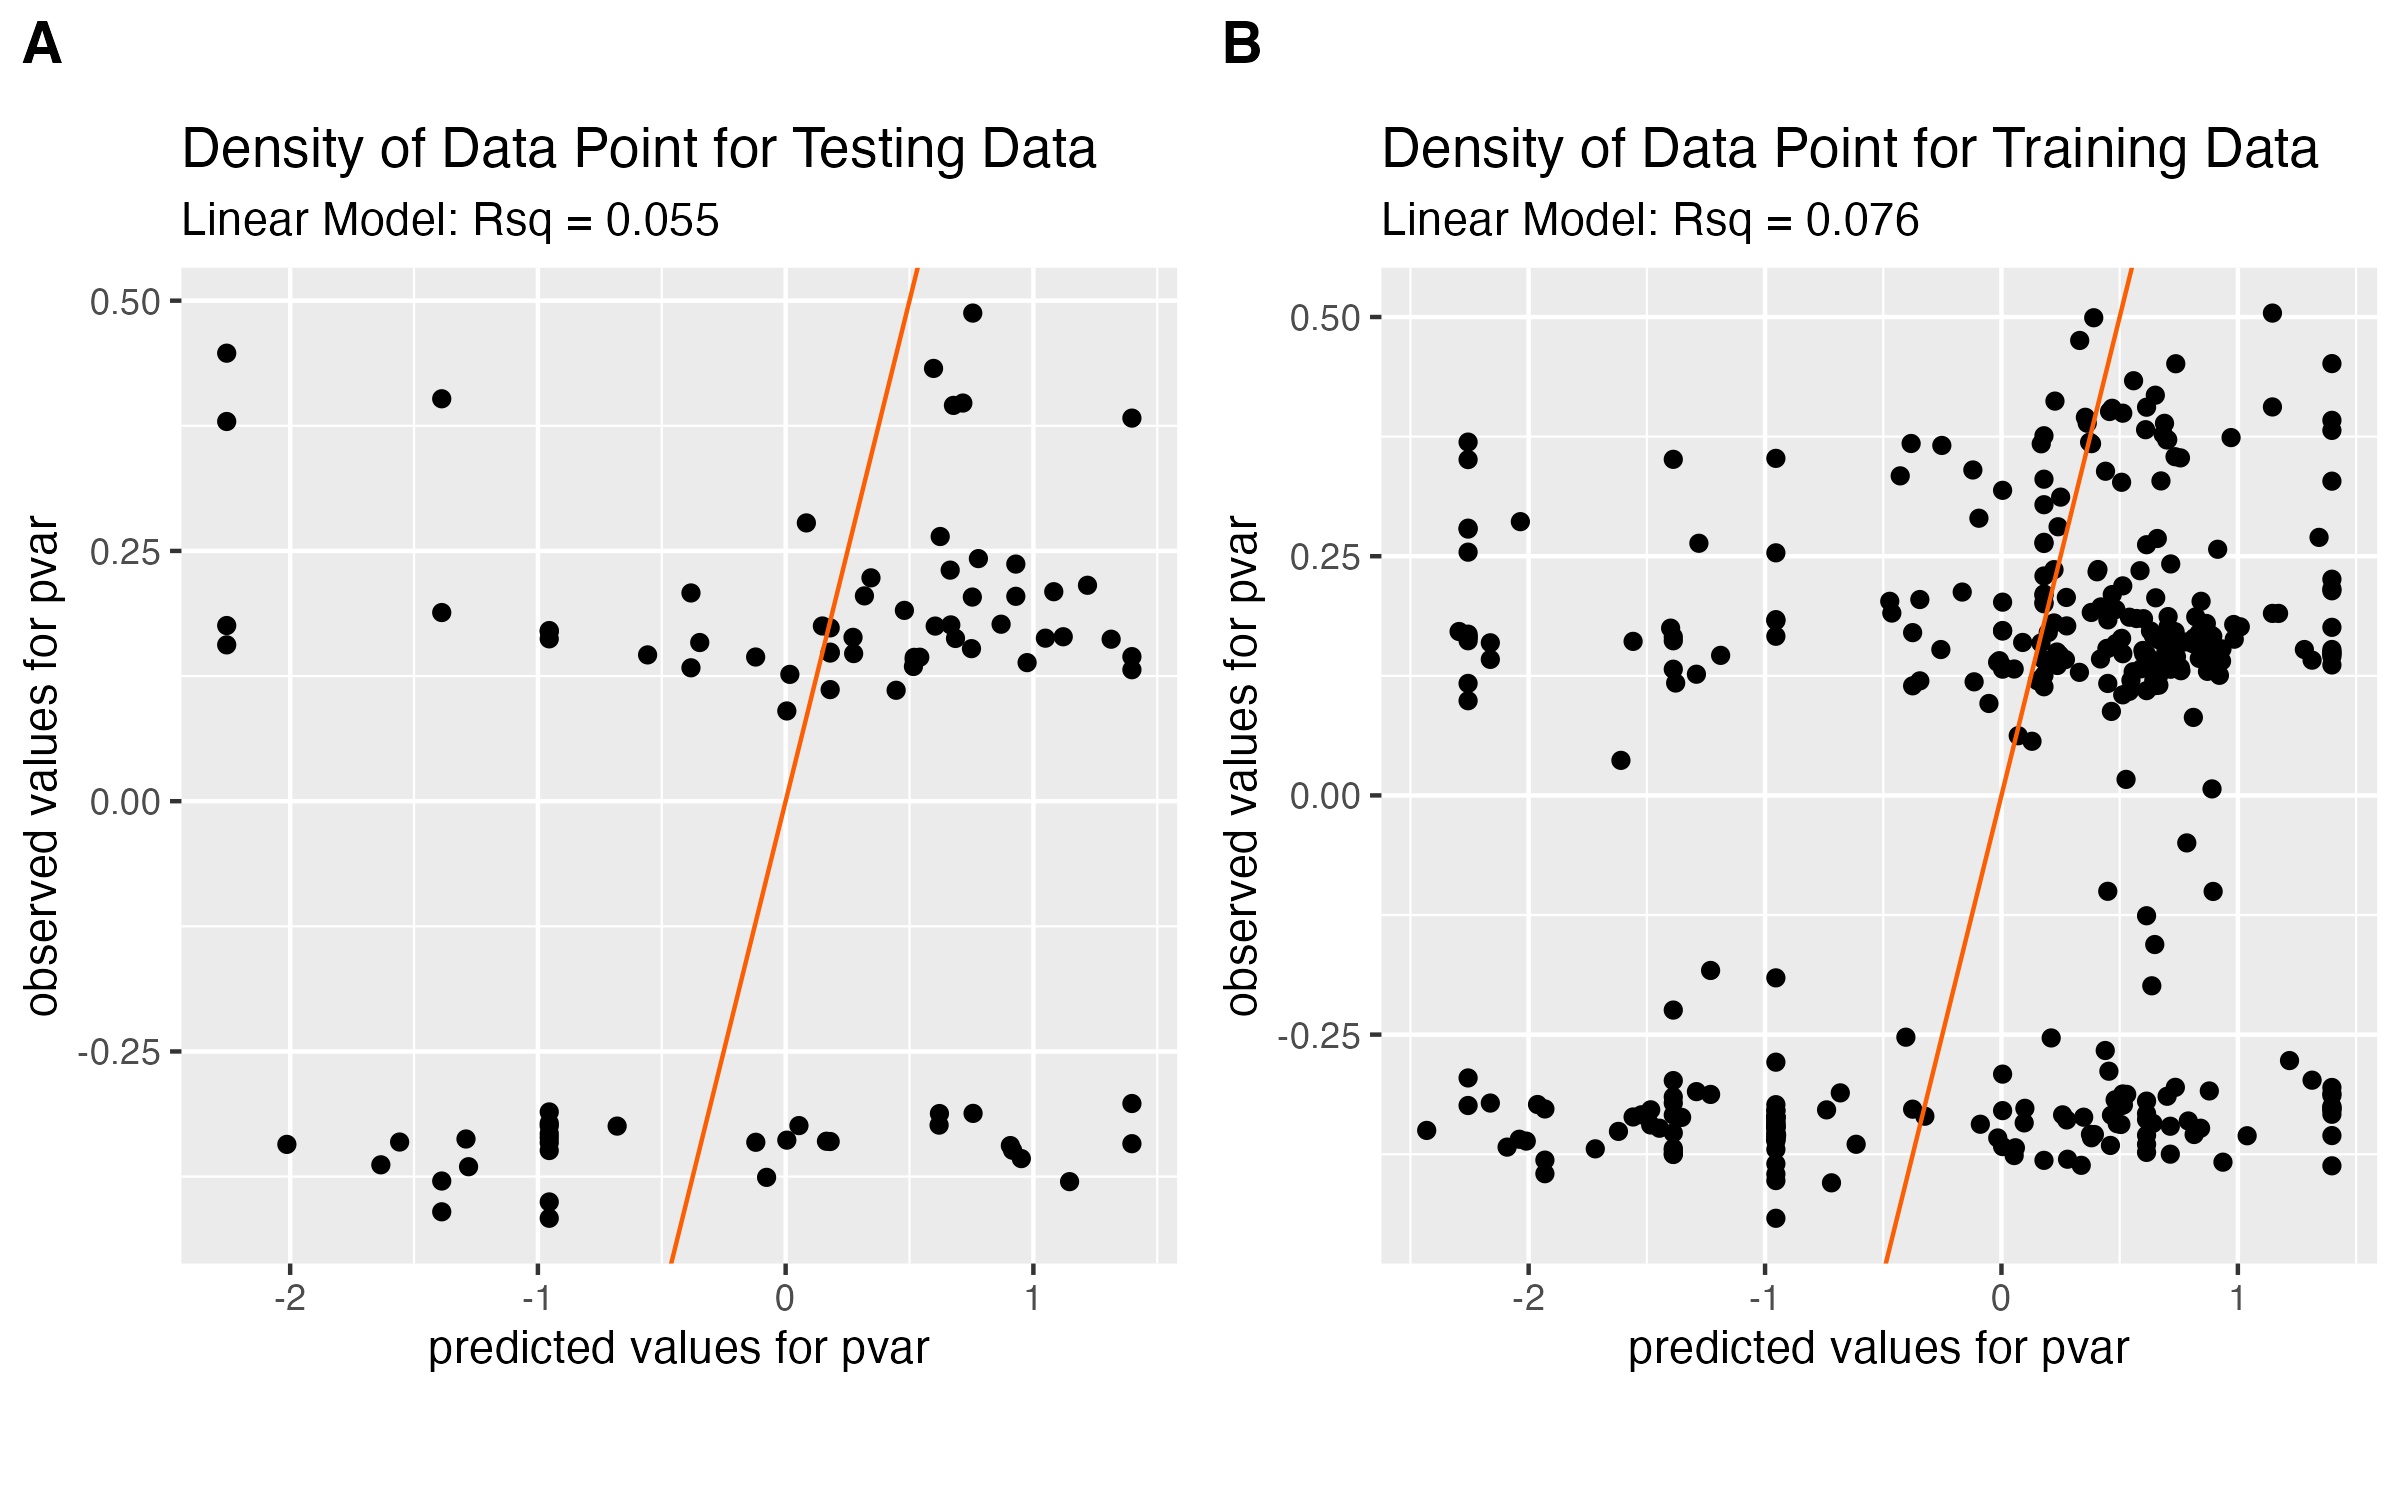 A
Density of Data Point for Testing Data
Linear Model: Rsq = 0.055
observed values for pvar
0.50
0.25
0.00
-0.25
-2 -1 0 1
predicted values for pvar
B
Density of Data Point for Training Data
Linear Model: Rsq = 0.076
observed values for pvar
0.50
0.25
0.00
-0.25
-2 -1 0 1
predicted values for pvar